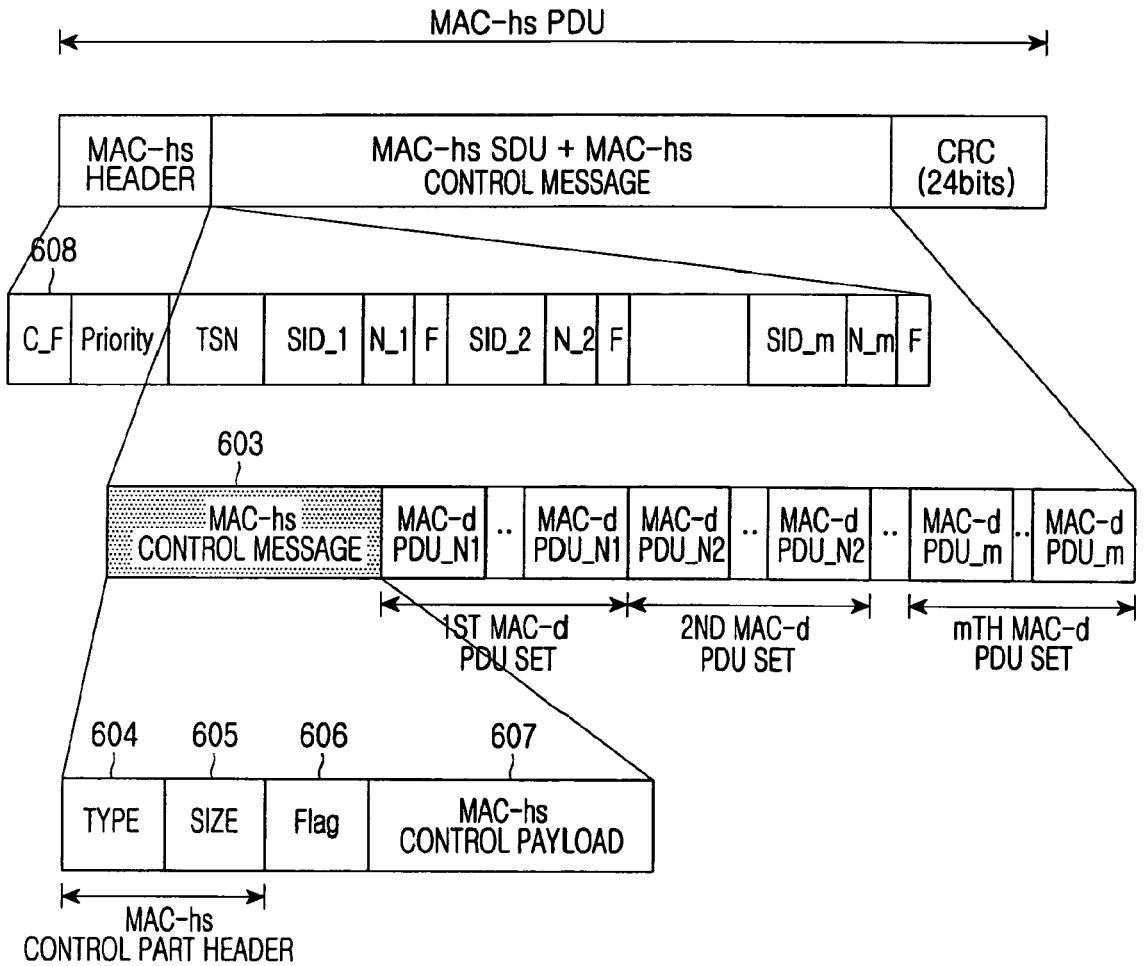 MAC-hs PDU
MAC-hs
HEADER
MAC-hs SDU + MAC-hs
CONTROL MESSAGE
CRC
(24bits)
608
C_F Priority TSN SID_1 N_1 F SID_2 N_2 F SID_m N_m F
603
MAC-hs
CONTROL MESSAGE
MAC-d
PDU_N1
..
MAC-d
PDU_N1
MAC-d
PDU_N2
..
MAC-d
PDU_N2
..
MAC-d
PDU_m
..
MAC-d
PDU_m
1ST MAC-d
PDU SET
2ND MAC-d
PDU SET
mTH MAC-d
PDU SET
604 605 606 607
TYPE SIZE Flag
MAC-hs
CONTROL PAYLOAD
MAC-hs
CONTROL PART HEADER